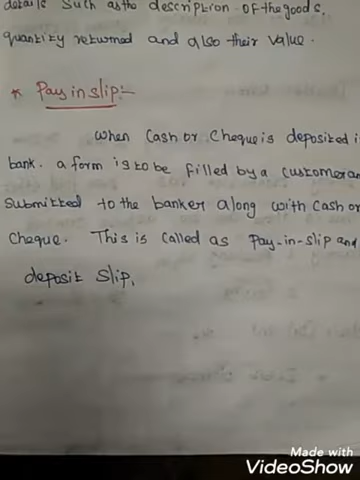 details such as the description of the goods,
quantity returned and also their value.
* Pay in slip:-
when cash or cheque is deposited i
bank. a form is to be filled by a customer an
submitted to the banker along with cash or
cheque. This is called as Pay-in-slip and
deposit slip.
Made with
VideoShow